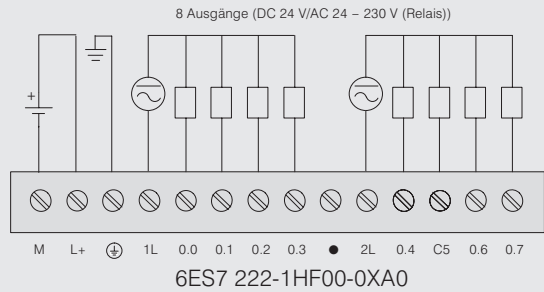 8 Ausgänge (DC 24 V/AC 24 – 230 V (Relais))
+
M L+ 1L 0.0 0.1 0.2 0.3 ● 2L 0.4 C5 0.6 0.7
6ES7 222-1HF00-0XA0